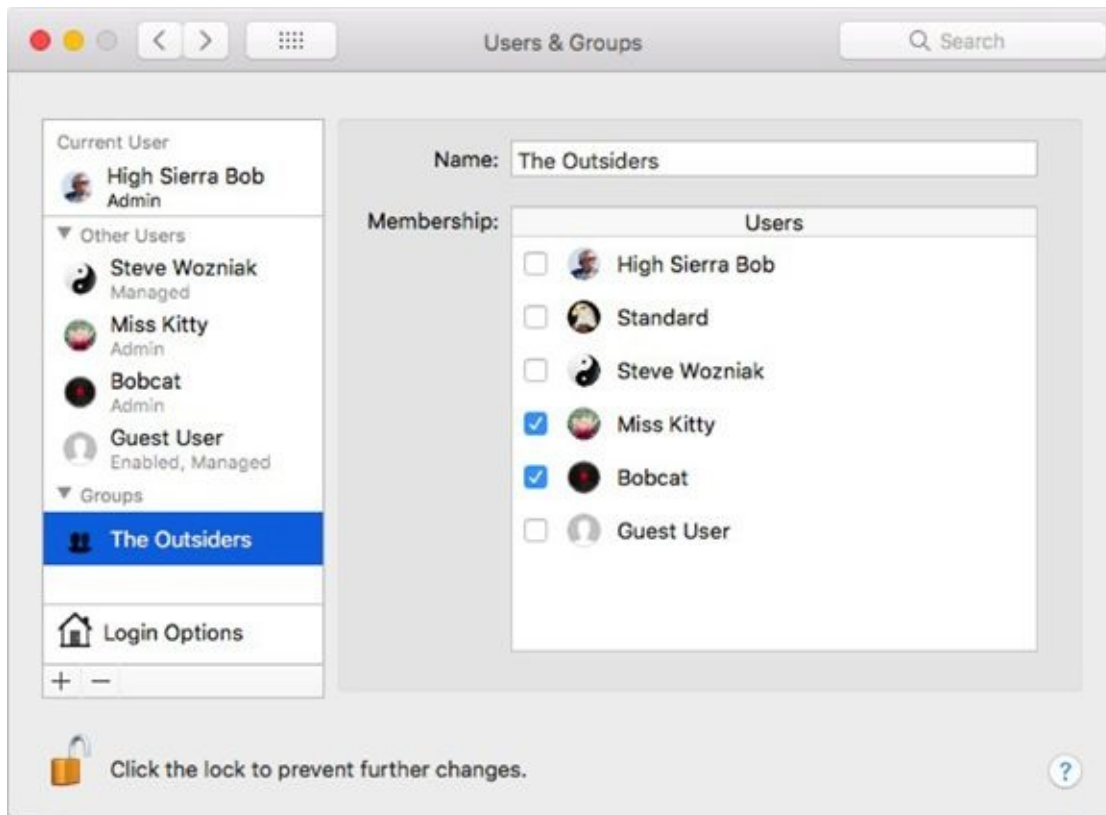 Users & Groups
Search
Current User
High Sierra Bob
Admin
Other Users
Steve Wozniak
Managed
Miss Kitty
Admin
Bobcat
Admin
Guest User
Enabled, Managed
Groups
The Outsiders
Login Options
Name: The Outsiders
Membership: Users
High Sierra Bob
Standard
Steve Wozniak
Miss Kitty
Bobcat
Guest User
Click the lock to prevent further changes.
?